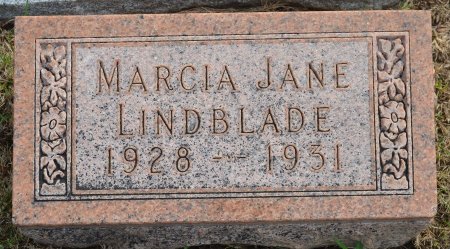 MARCIA JANE
LINDBLADE
1928 -- 1931